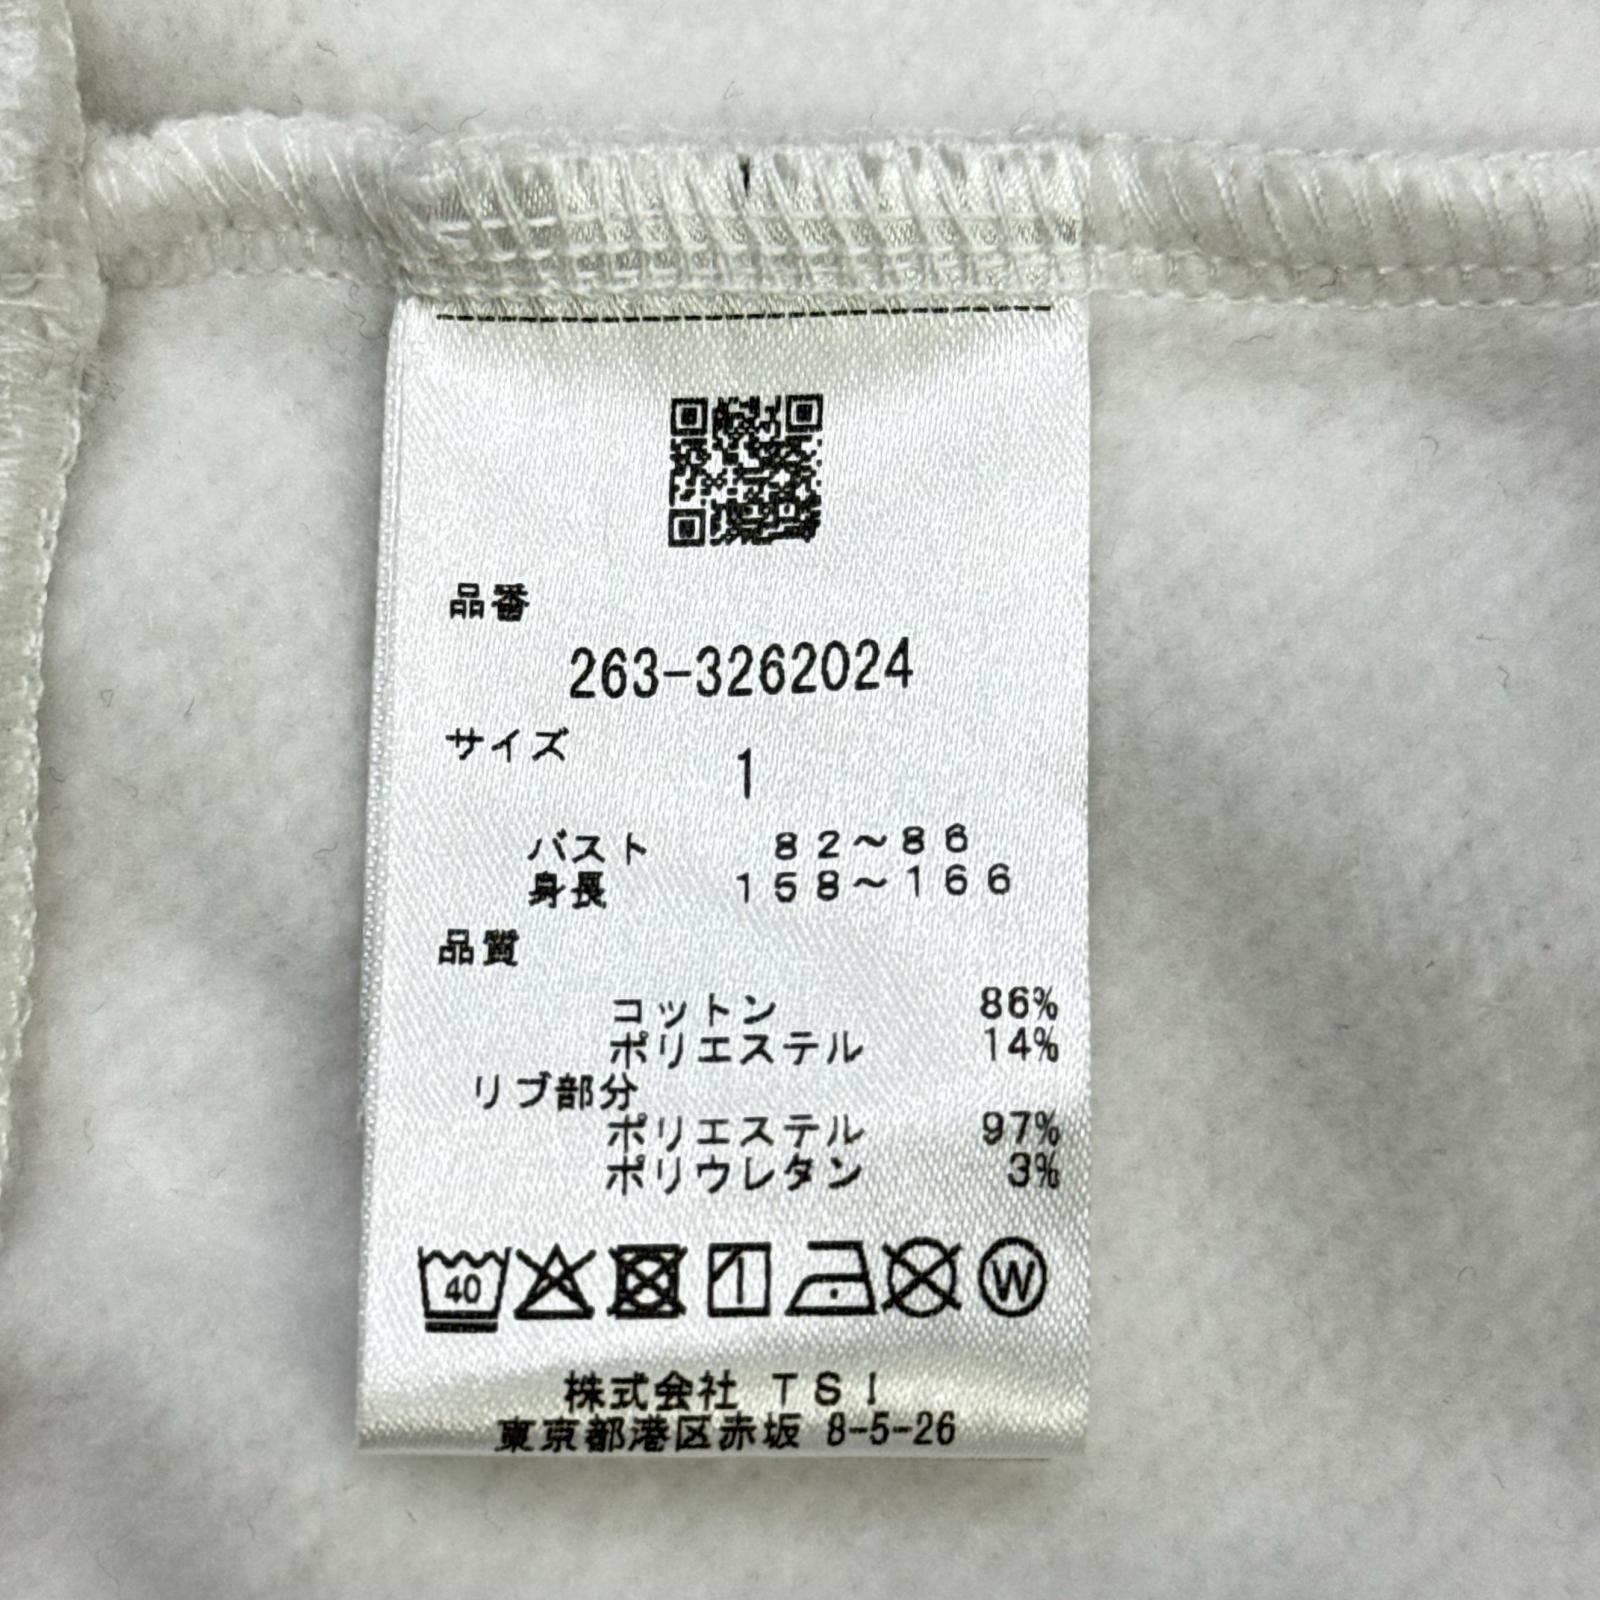 品番
263-3262024
サイズ 1
バスト 82〜86
身長 158〜166
品質
コットン 86%
ポリエステル 14%
リブ部分
ポリエステル 97%
ポリウレタン 3%
40 W
株式会社 TSI
東京都港区赤坂 8-5-26